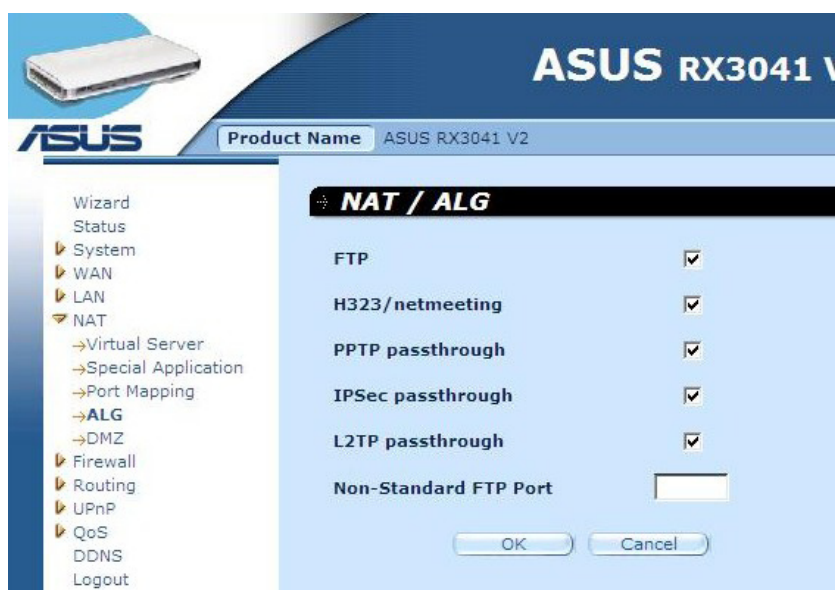 ASUS RX3041 V
ASUS
Product Name ASUS RX3041 V2
Wizard
Status
System
WAN
LAN
NAT
→Virtual Server
→Special Application
→Port Mapping
→ALG
→DMZ
Firewall
Routing
UPnP
QoS
DDNS
Logout
NAT / ALG
FTP
H323/netmeeting
PPTP passthrough
IPSec passthrough
L2TP passthrough
Non-Standard FTP Port
OK Cancel